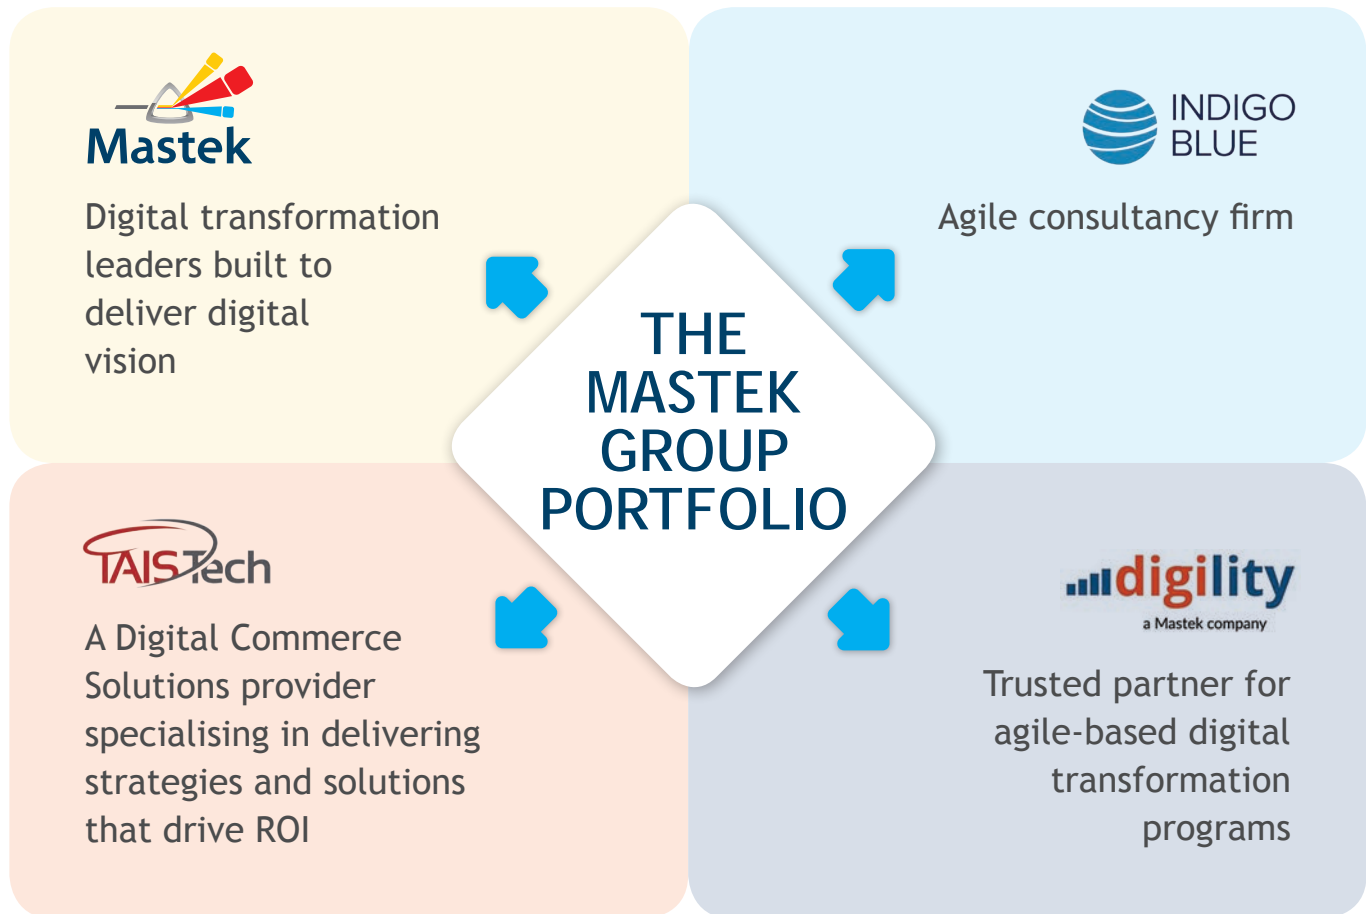 Mastek
Digital transformation
leaders built to
deliver digital
vision
INDIGO
BLUE
Agile consultancy firm
THE
MASTEK
GROUP
PORTFOLIO
TAISTech
A Digital Commerce
Solutions provider
specialising in delivering
strategies and solutions
that drive ROI
digility
a Mastek company
Trusted partner for
agile-based digital
transformation
programs